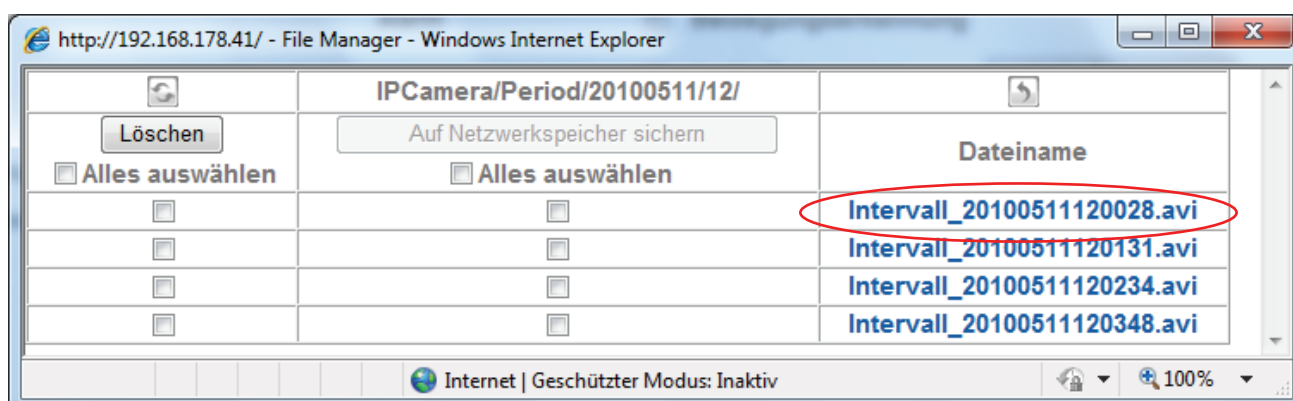 http://192.168.178.41/ - File Manager - Windows Internet Explorer
IPCamera/Period/20100511/12/
Löschen Auf Netzwerkspeicher sichern Dateiname
Alles auswählen Alles auswählen
Intervall_20100511120028.avi
Intervall_20100511120131.avi
Intervall_20100511120234.avi
Intervall_20100511120348.avi
Internet | Geschützter Modus: Inaktiv 100%